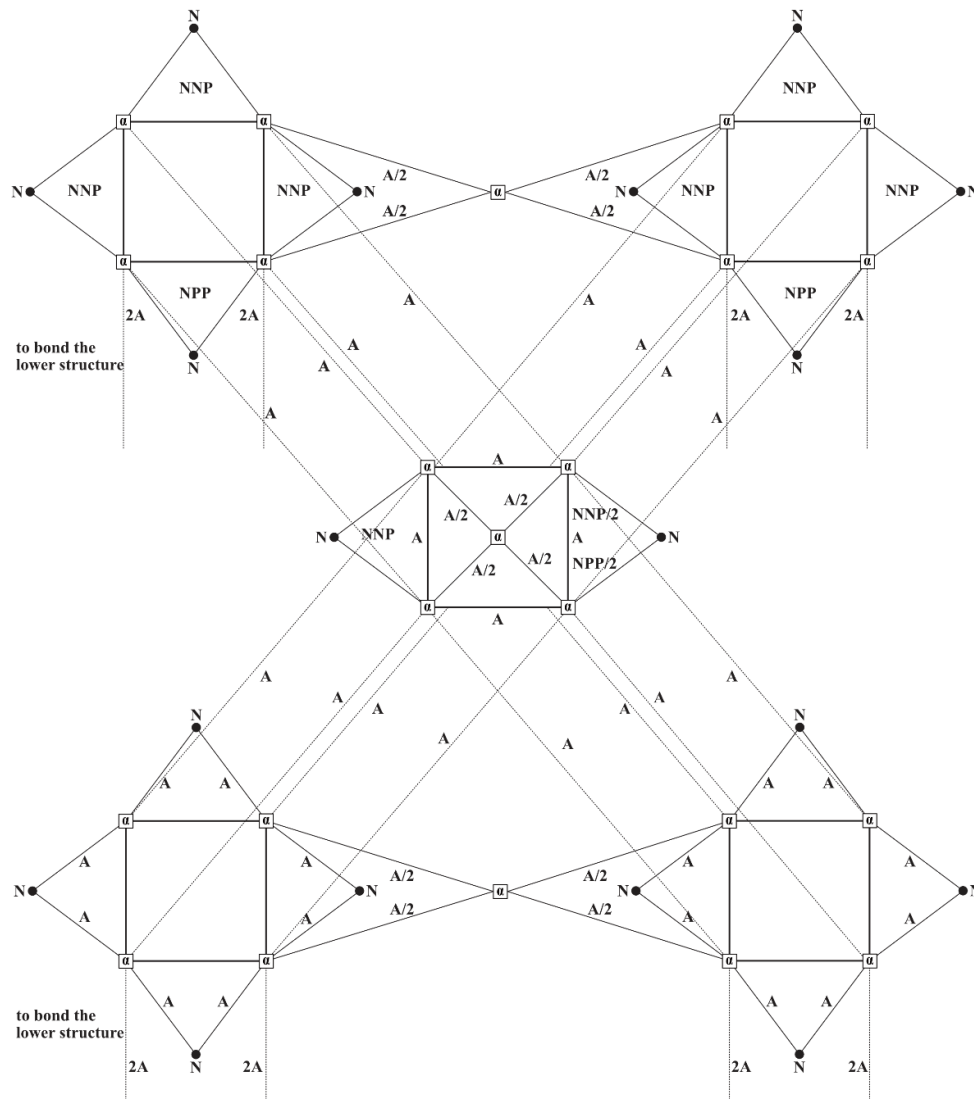 N N
NNP NNP
α α α α
N NNP NNP N A/2 α A/2 N NNP NNP N
A/2 A/2
α α α α
NPP NPP
2A 2A A A 2A 2A
to bond the
lower structure
N A A N
A A
A A
α A α
A/2
NNP A/2 NNP/2
N A α A N
A/2 A/2 NPP/2
α A α
A A A A
N A A N
A A A A
A A
α α α α
A A A A
N N A/2 A/2 N N
α
A A A/2 A/2 A A
α α α α
A A A A
to bond the
lower structure
N N
2A 2A 2A 2A